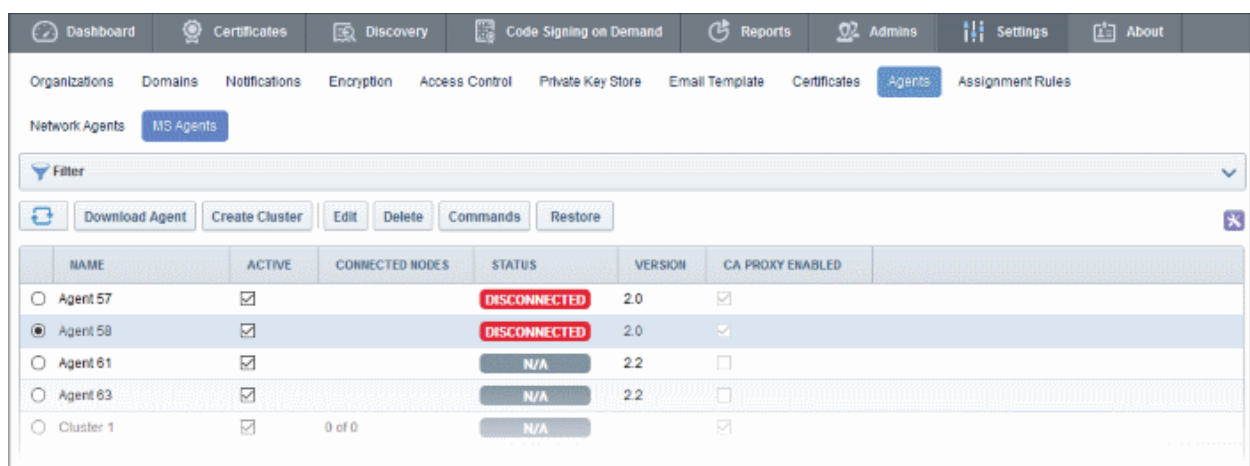 Dashboard Certificates Discovery Code Signing on Demand Reports Admins Settings About
Organizations Domains Notifications Encryption Access Control Private Key Store Email Template Certificates Agents Assignment Rules
Network Agents MS Agents
Filter
Download Agent Create Cluster Edit Delete Commands Restore
NAME ACTIVE CONNECTED NODES STATUS VERSION CA PROXY ENABLED
Agent 57 DISCONNECTED 2.0
Agent 58 DISCONNECTED 2.0
Agent 61 N/A 2.2
Agent 63 N/A 2.2
Cluster 1 0 of 0 N/A